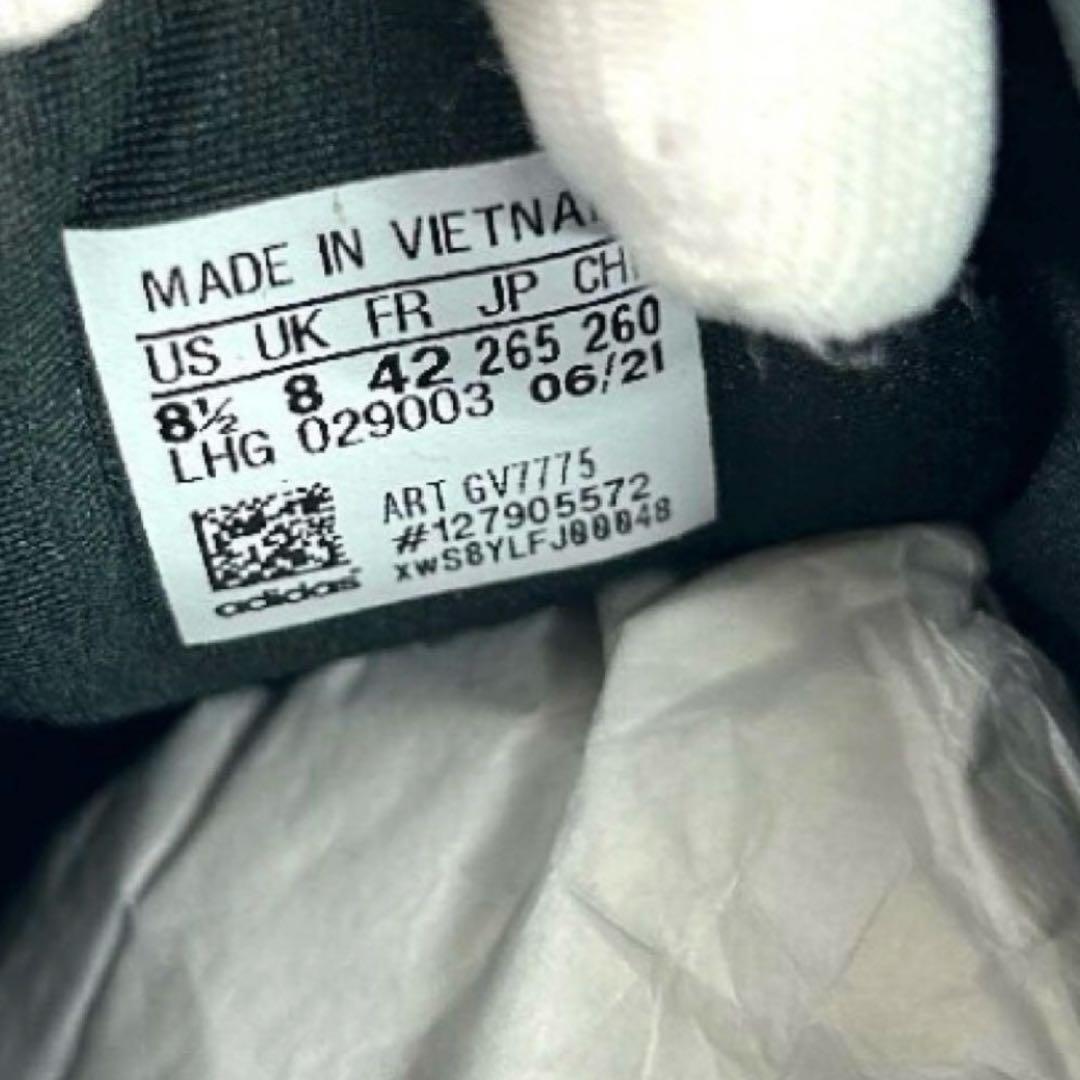 MADE IN VIETNA
US UK FR JP CH
8½ 8 42 265 260
LHG 029003 06/21
ART GV7775
#127905572
xwS8YLFJ00048
adidas